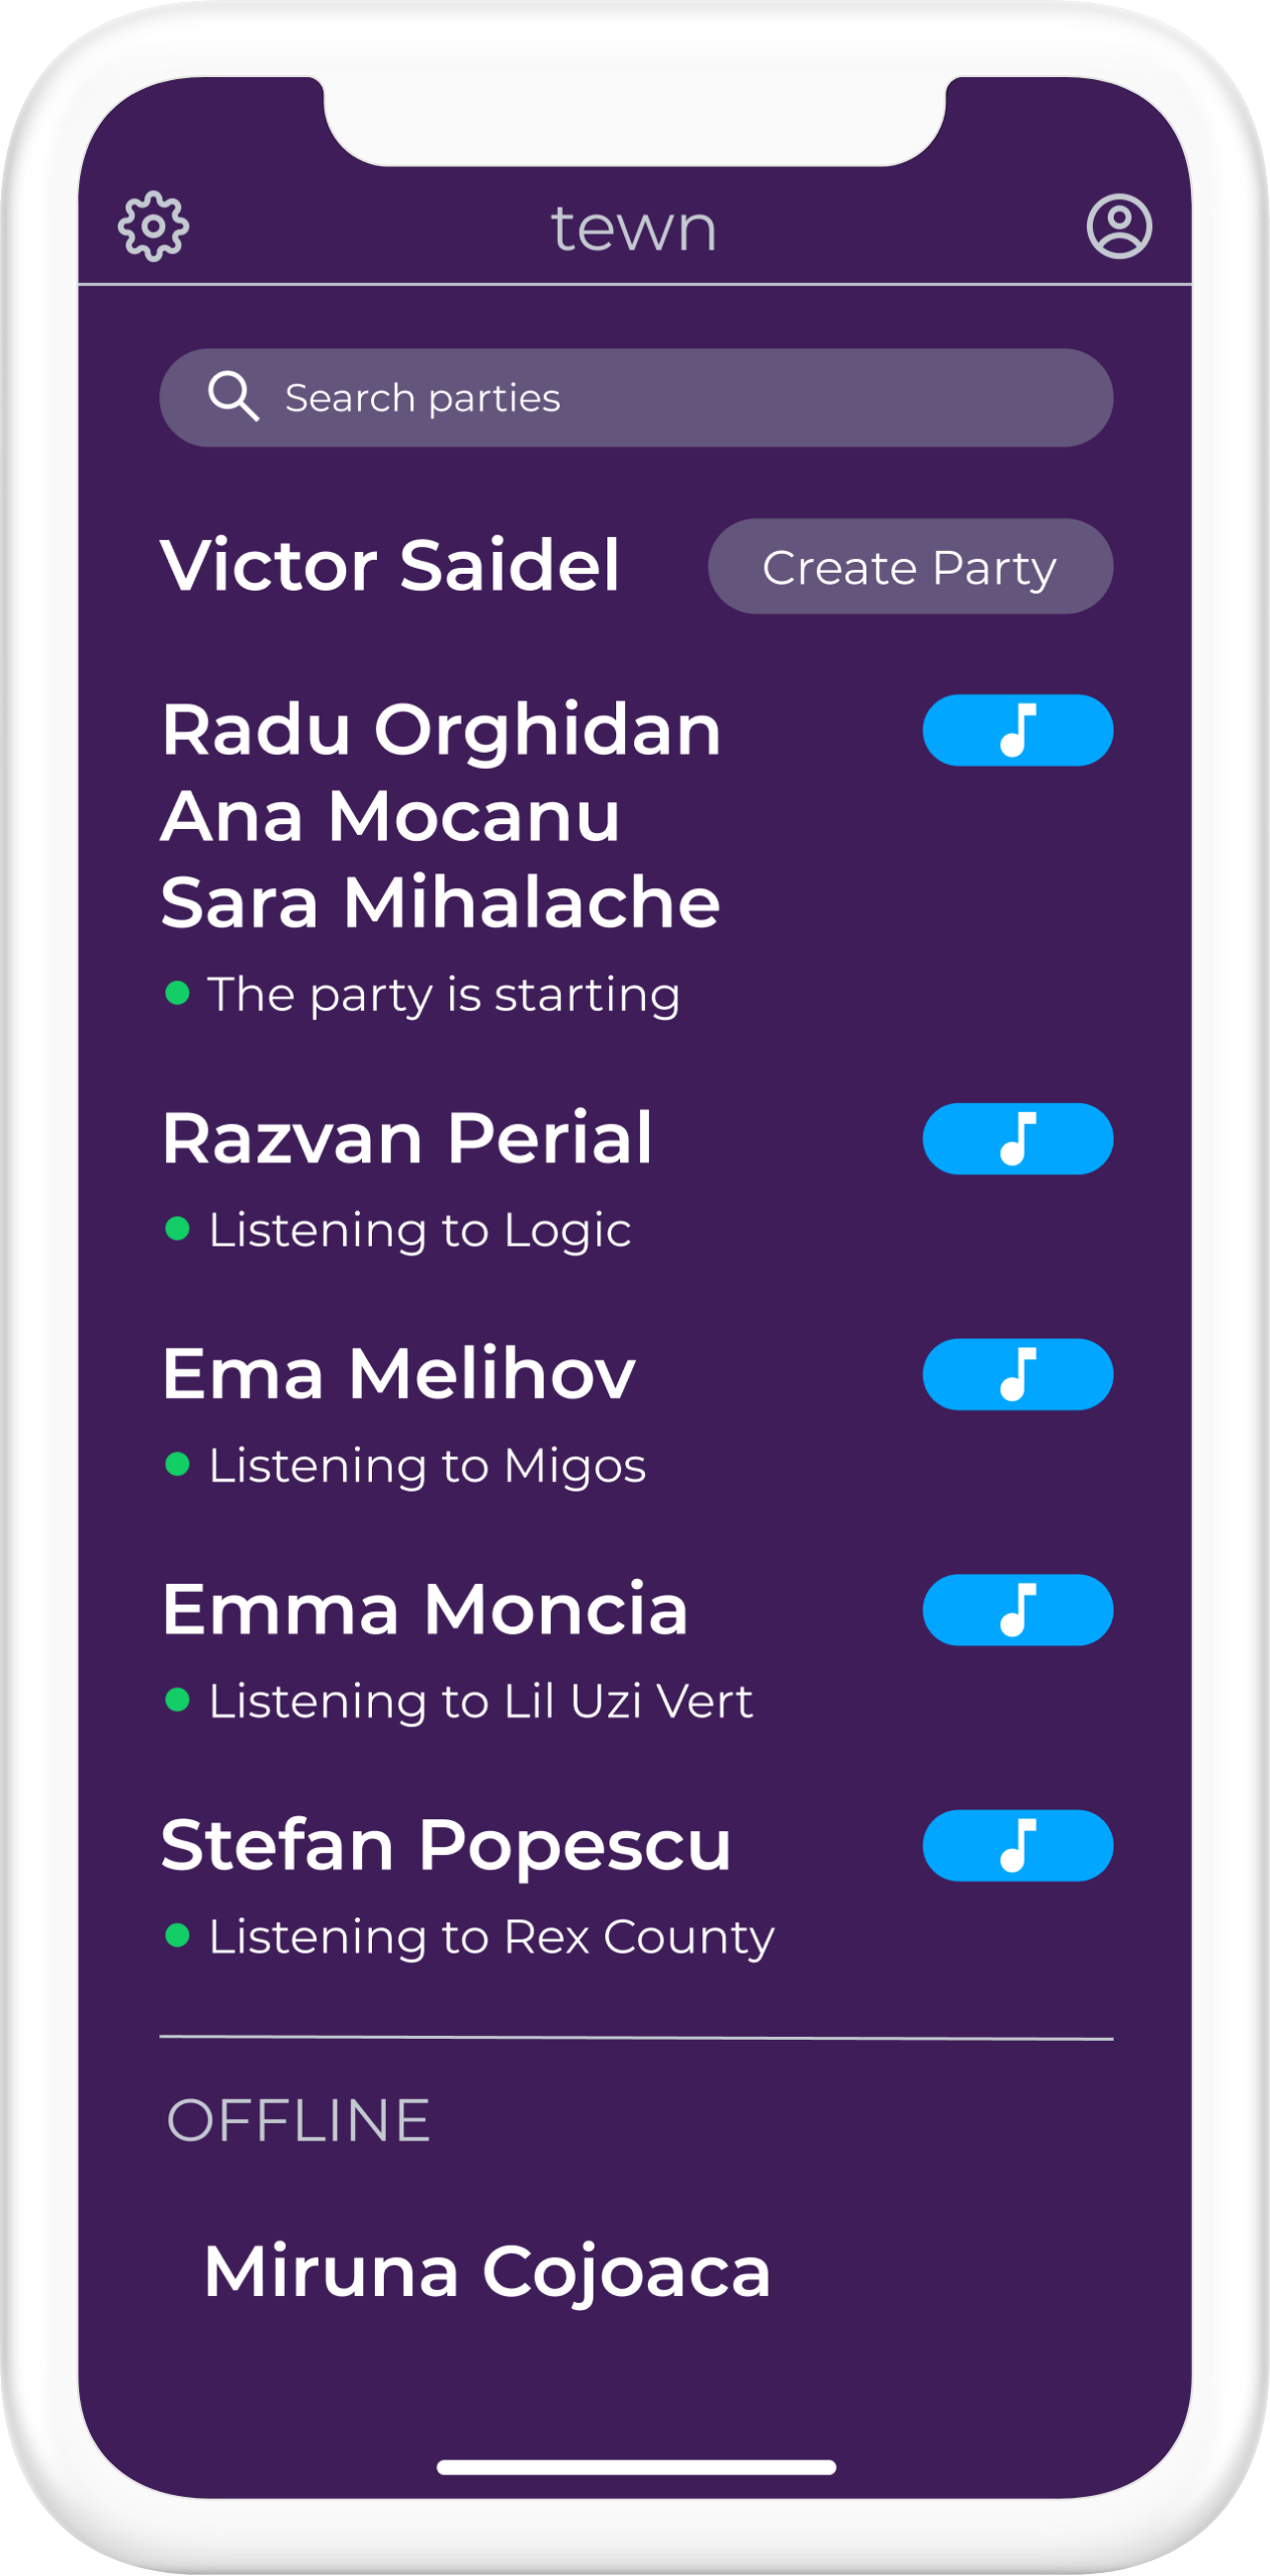 tewn
Search parties
Victor Saidel
Create Party
Radu Orghidan
Ana Mocanu
Sara Mihalache
The party is starting
Razvan Perial
Listening to Logic
Ema Melihov
Listening to Migos
Emma Moncia
Listening to Lil Uzi Vert
Stefan Popescu
Listening to Rex County
OFFLINE
Miruna Cojoaca